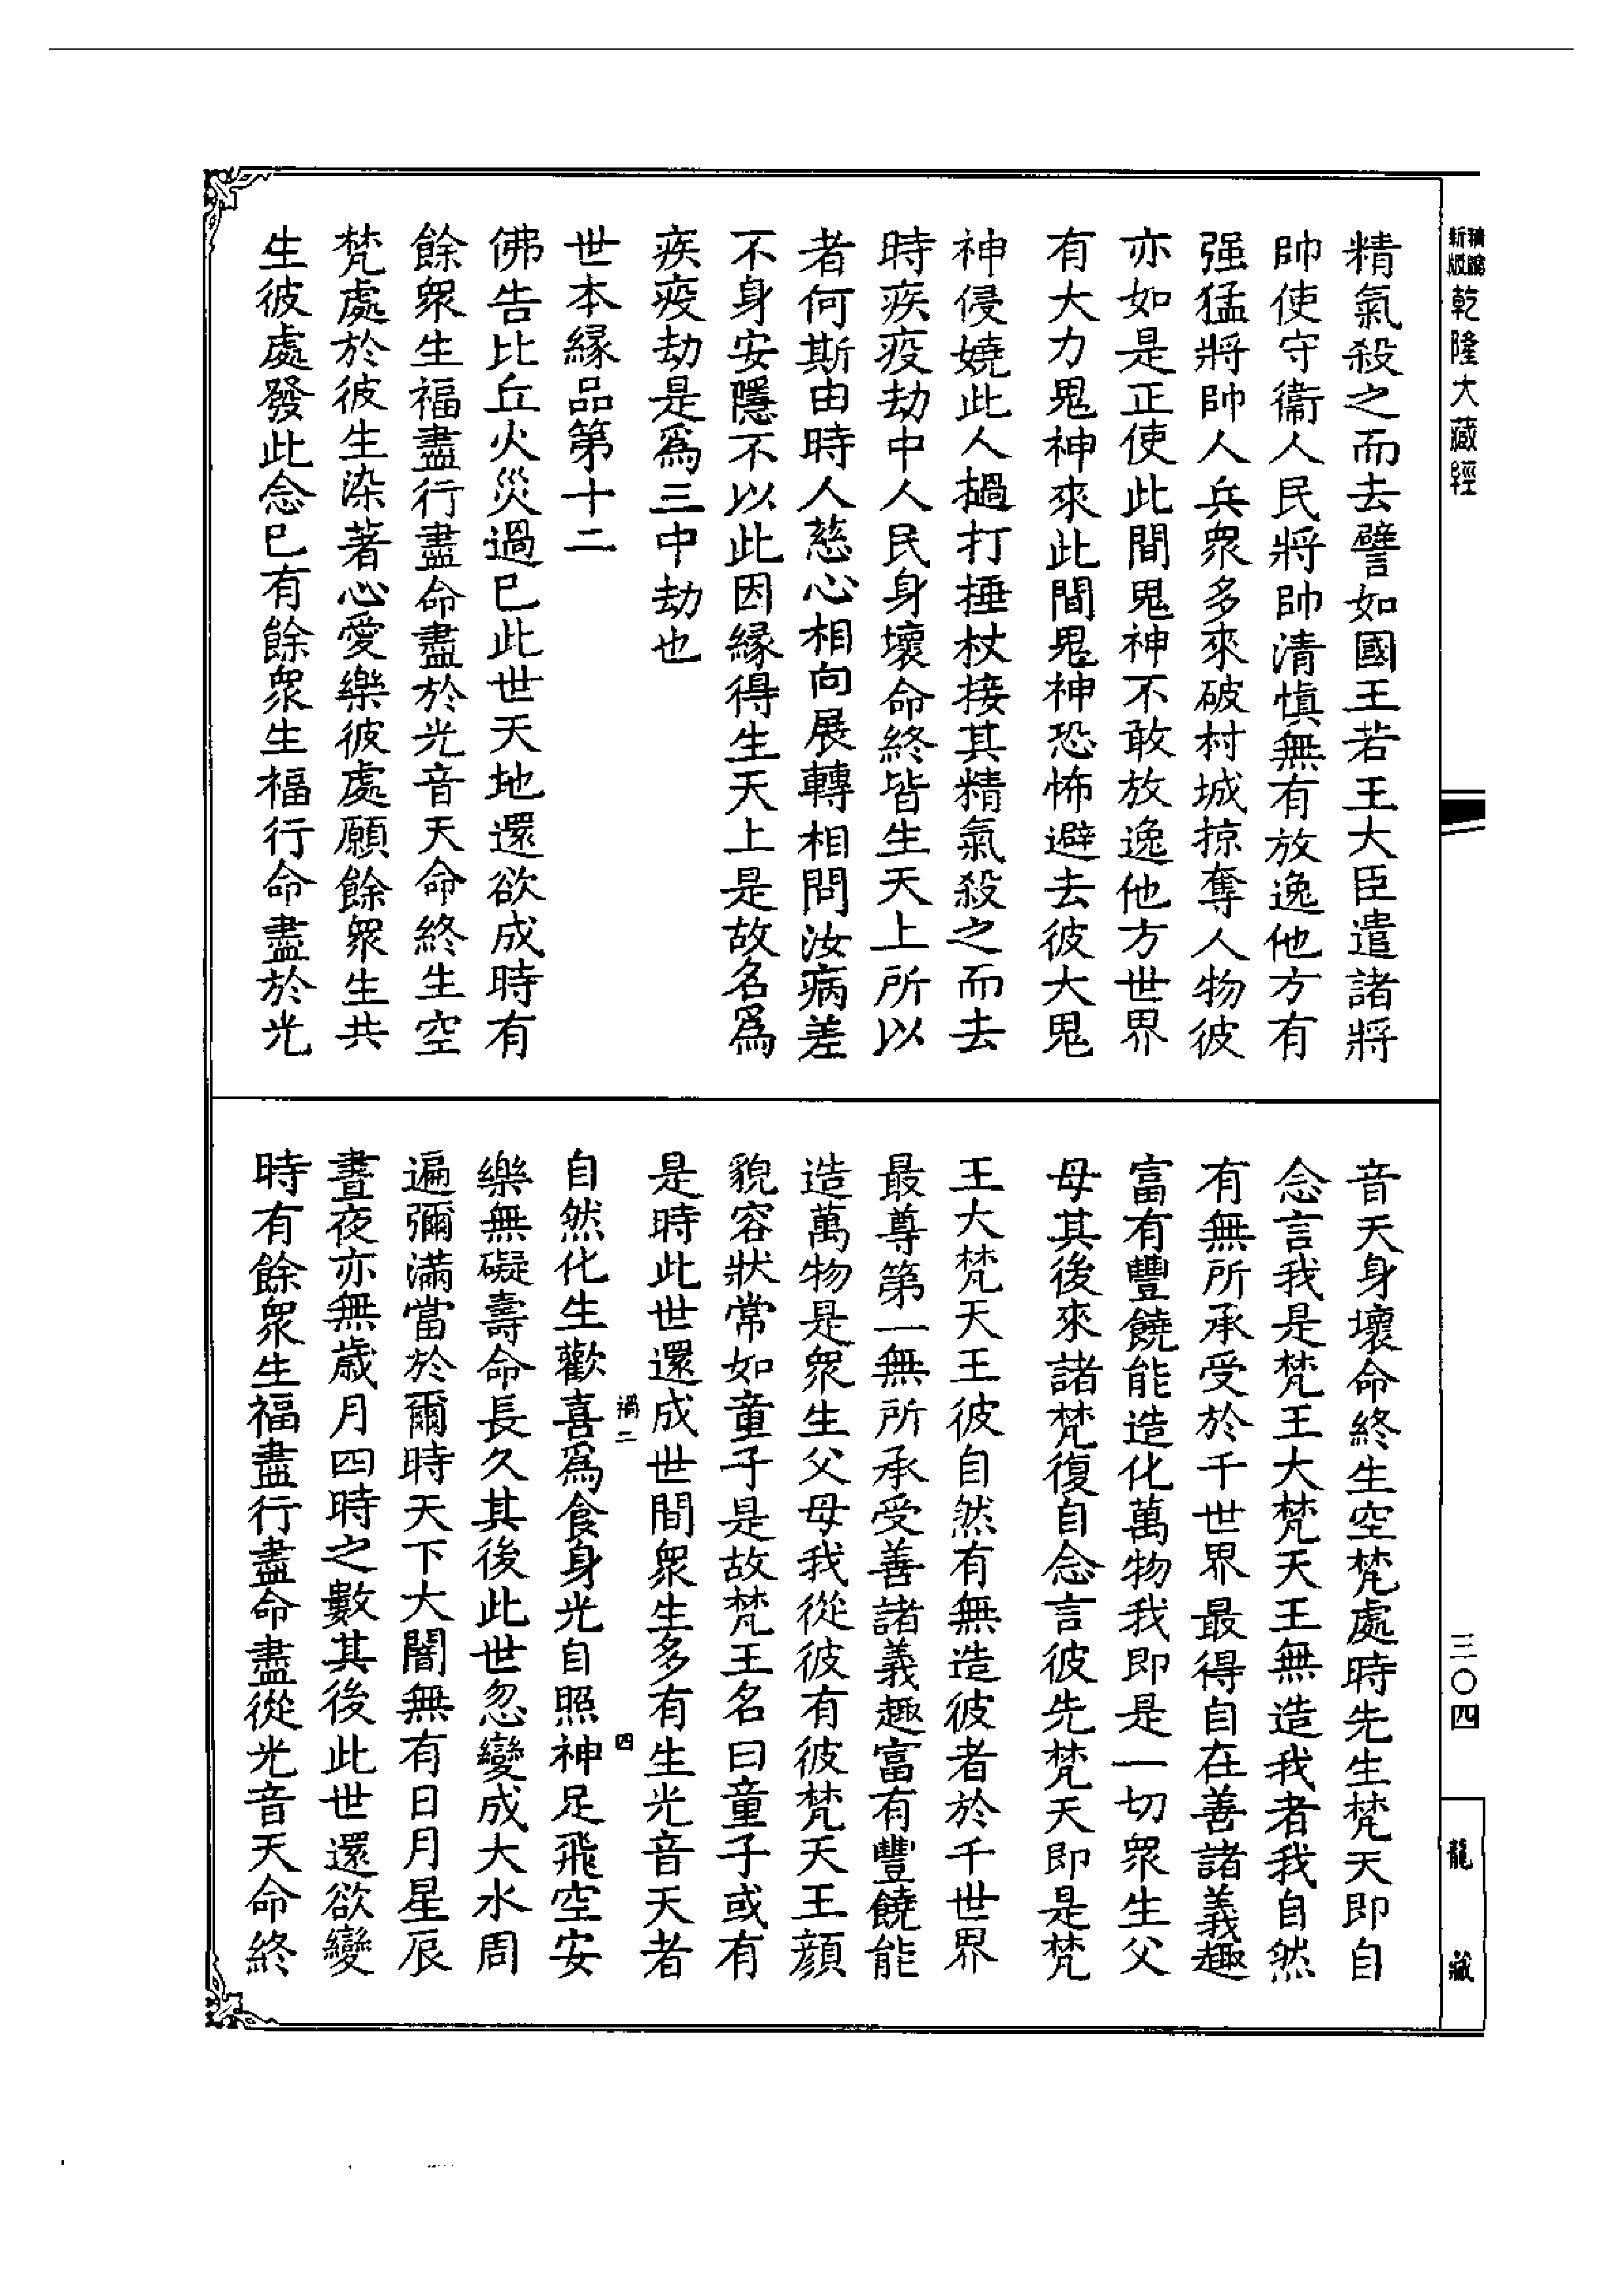 精氣殺之而去譬如國王若王大臣遣諸將
帥使守衞人民將帥清慎無有放逸他方有
强猛將帥人兵衆多來破村城掠奪人物彼
亦如是正使此間鬼神不敢放逸他方世界
有大力鬼神來此間鬼神恐怖避去彼大鬼
神侵嬈此人撾打捶杖接其精氣殺之而去
時疾疫劫中人民身壞命終皆生天上所以
者何斯由時人慈心相向展轉相問汝病差
不身安隱不以此因緣得生天上是故名爲
疾疫劫是爲三中劫也
世本緣品第十二
佛告比丘火災過已此世天地還欲成時有
餘衆生福盡行盡命盡於光音天命終生空
梵處於彼生染著心愛樂彼處願餘衆生共
生彼處發此念已有餘衆生福行命盡於光
音天身壞命終生空梵處時先生梵天即自
念言我是梵王大梵天王無造我者我自然
有無所承受於千世界最得自在善諸義趣
富有豐饒能造化萬物我即是一切衆生父
母其後來諸梵復自念言彼先梵天即是梵
王大梵天王彼自然有無造彼者於千世界
最尊第一無所承受善諸義趣富有豐饒能
造萬物是衆生父母我從彼有彼梵天王顏
貌容狀常如童子是故梵王名曰童子或有
是時此世還成世間衆生多有生光音天者
自然化生歡喜爲食身光自照神足飛空安
樂無礙壽命長久其後此世忽變成大水周
遍彌滿當於爾時天下大闇無有日月星辰
晝夜亦無歲月四時之數其後此世還欲變
時有餘衆生福盡行盡命盡從光音天命終
新版
乾隆大藏經
三〇四
龍藏
二
四